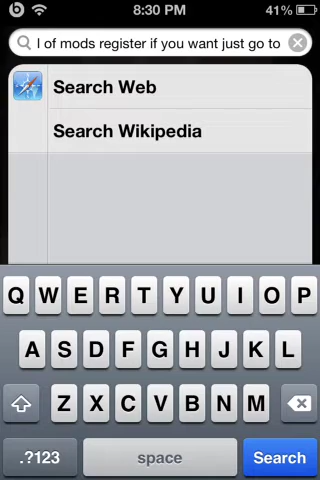 8:30 PM 41%
l of mods register if you want just go to
Search Web
Search Wikipedia
Q W E R T Y U I O P
A S D F G H J K L
Z X C V B N M
.?123 space Search